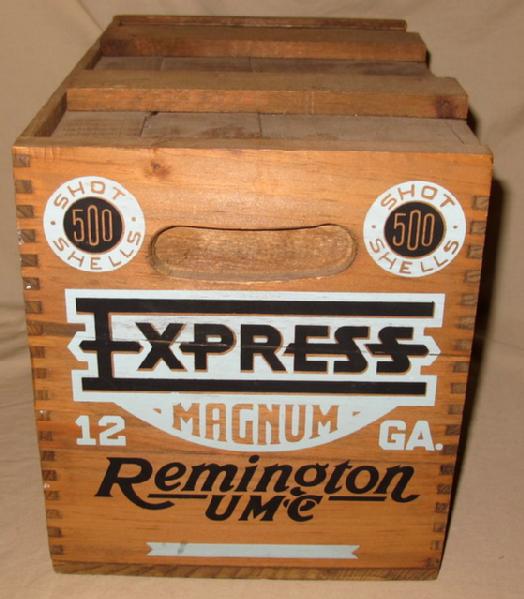 SHOT 500 SHELLS
SHOT 500 SHELLS
EXPRESS
MAGNUM
12 GA.
Remington
UMC